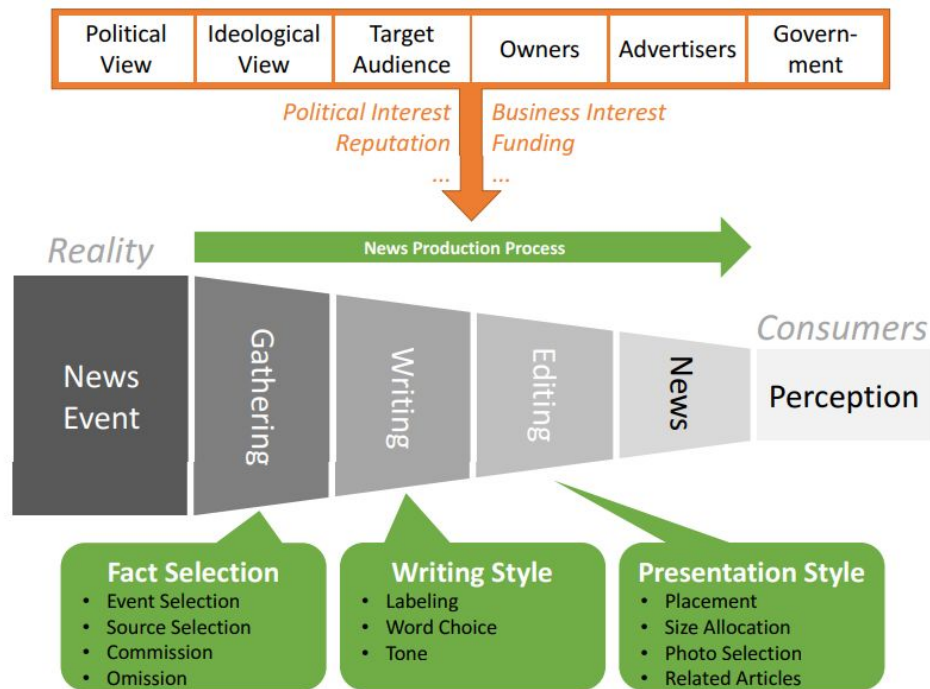 Political
View
Ideological
View
Target
Audience
Owners
Advertisers
Govern-
ment
Political Interest
Reputation
...
Business Interest
Funding
...
News Production Process
Reality
Consumers
News
Event
Gathering
Writing
Editing
News
Perception
Fact Selection
• Event Selection
• Source Selection
• Commission
• Omission
Writing Style
• Labeling
• Word Choice
• Tone
Presentation Style
• Placement
• Size Allocation
• Photo Selection
• Related Articles